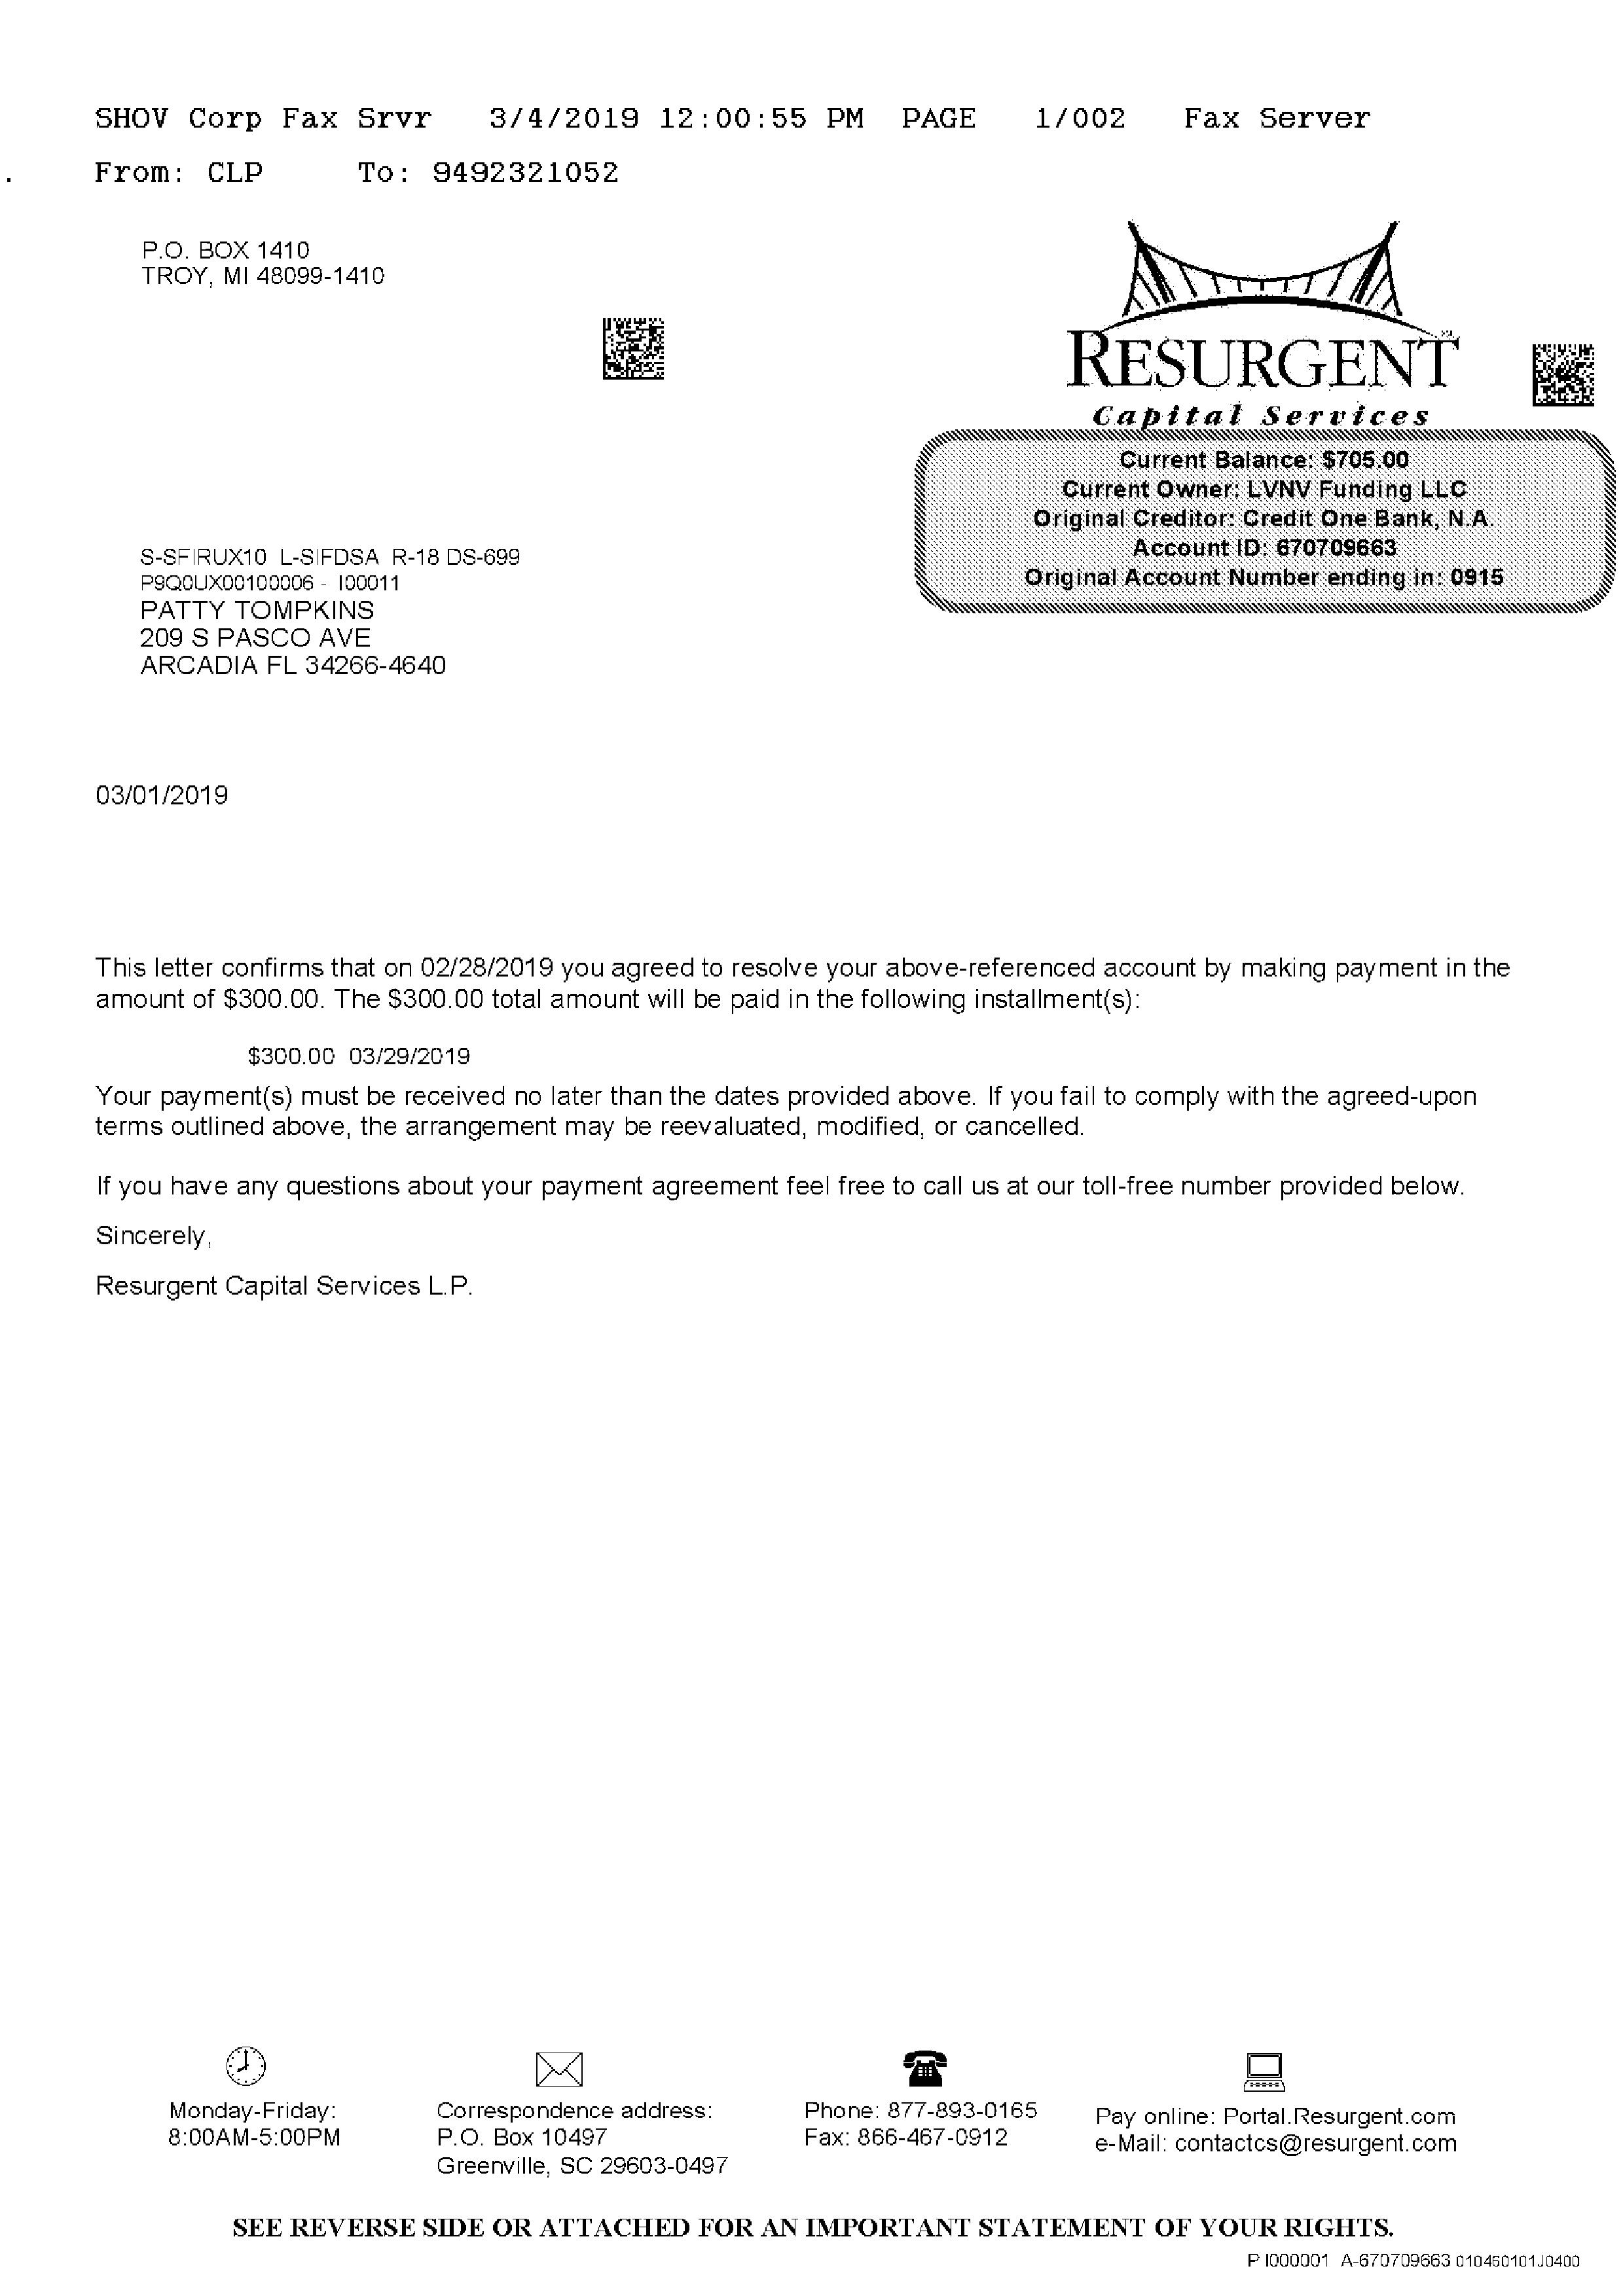 SHOV Corp Fax Srvr 3/4/2019 12:00:55 PM PAGE 1/002 Fax Server
. From: CLP To: 9492321052
P.O. BOX 1410
TROY, MI 48099-1410
RESURGENT
Capital Services
Current Balance: $705.00
Current Owner: LVNV Funding LLC
Original Creditor: Credit One Bank, N.A.
Account ID: 670709663
Original Account Number ending in: 0915
S-SFIRUX10 L-SIFDSA R-18 DS-699
P9Q0UX00100006 - I00011
PATTY TOMPKINS
209 S PASCO AVE
ARCADIA FL 34266-4640
03/01/2019
This letter confirms that on 02/28/2019 you agreed to resolve your above-referenced account by making payment in the
amount of $300.00. The $300.00 total amount will be paid in the following installment(s):
$300.00 03/29/2019
Your payment(s) must be received no later than the dates provided above. If you fail to comply with the agreed-upon
terms outlined above, the arrangement may be reevaluated, modified, or cancelled.
If you have any questions about your payment agreement feel free to call us at our toll-free number provided below.
Sincerely,
Resurgent Capital Services L.P.
Monday-Friday:
8:00AM-5:00PM
Correspondence address:
P.O. Box 10497
Greenville, SC 29603-0497
Phone: 877-893-0165
Fax: 866-467-0912
Pay online: Portal.Resurgent.com
e-Mail: contactcs@resurgent.com
SEE REVERSE SIDE OR ATTACHED FOR AN IMPORTANT STATEMENT OF YOUR RIGHTS.
P I000001 A-670709663 010460101J0400